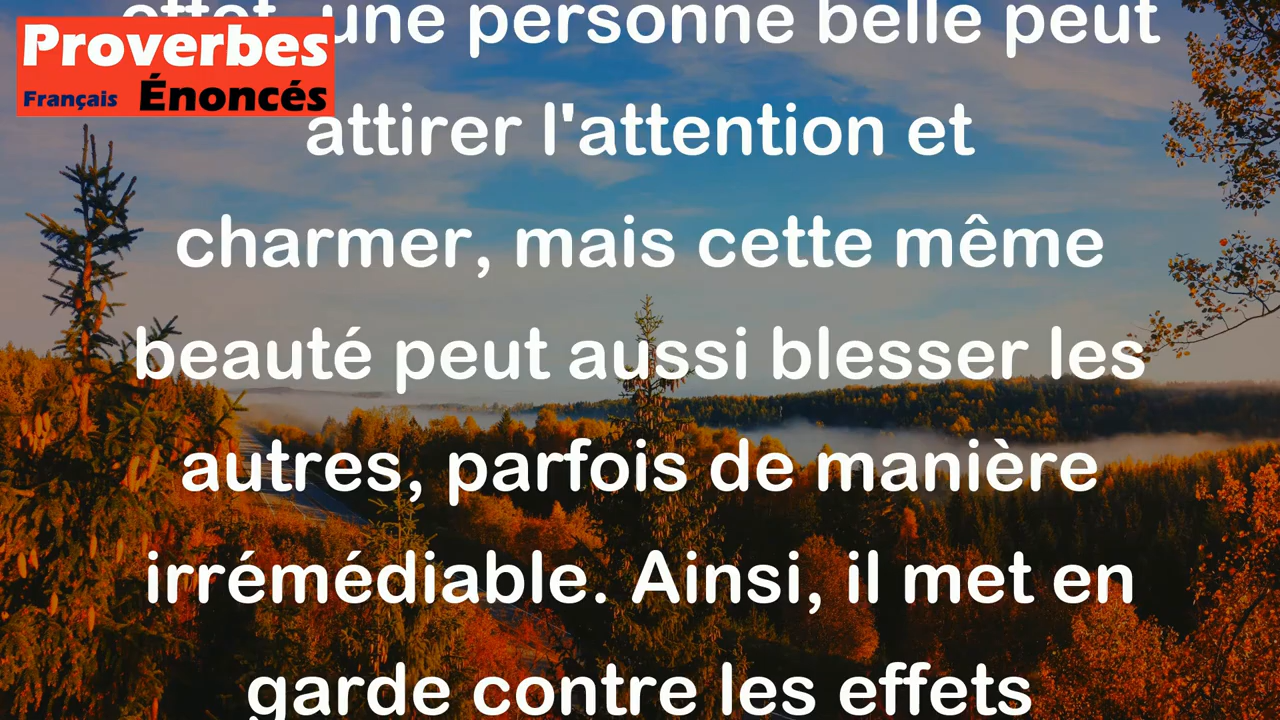 Proverbes
Français Énoncés
effet, une personne belle peut
attirer l'attention et
charmer, mais cette même
beauté peut aussi blesser les
autres, parfois de manière
irrémédiable. Ainsi, il met en
garde contre les effets